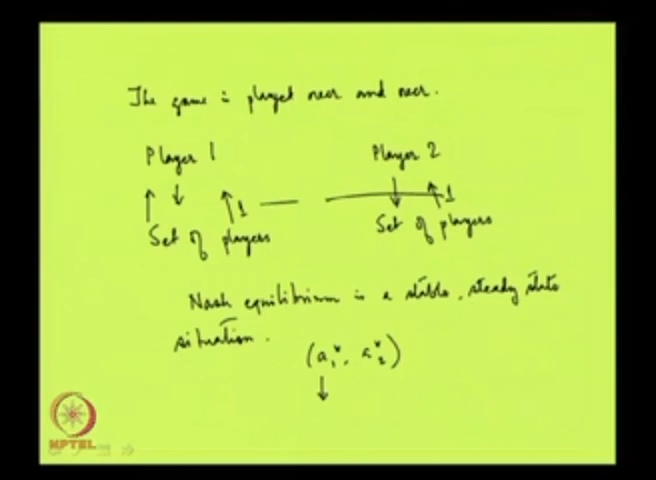 The game is played over and over.
Player 1 Player 2
1 1
Set of players Set of players
Nash equilibrium is a stable, steady state
situation.
(a₁*, a₂*)
NPTEL